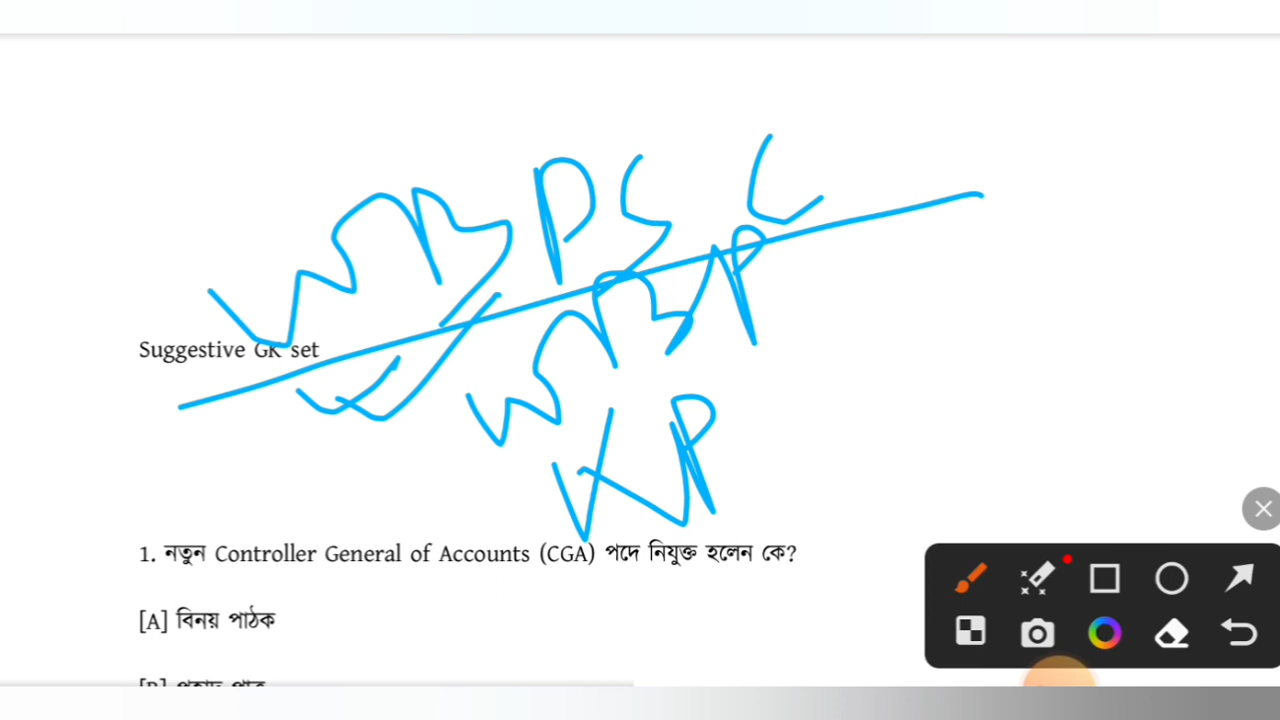 WBPSC
Suggestive GK set
WBP
KP
1. নতুন Controller General of Accounts (CGA) পদে নিযুক্ত হলেন কে?
[A] বিনয় পাঠক